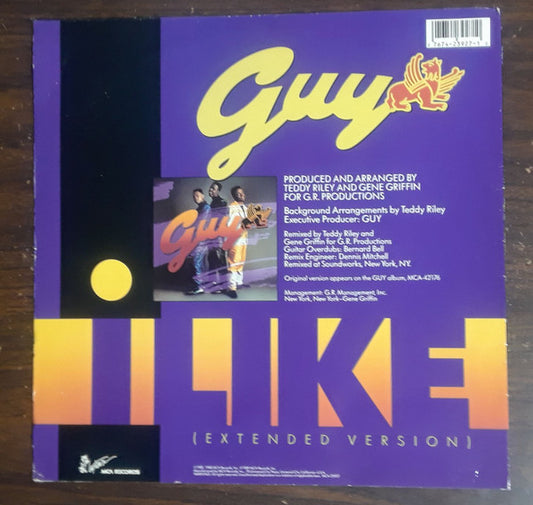 guy
PRODUCED AND ARRANGED BY
TEDDY RILEY AND GENE GRIFFIN
FOR G.R. PRODUCTIONS
Background Arrangements by Teddy Riley
Executive Producer: GUY
Remixed by Teddy Riley and
Gene Griffin for G.R. Productions
Guitar Overdubs: Bernard Bell
Remix Engineer: Dennis Mitchell
Remixed at Soundworks, New York, N.Y.
Original version appears on the GUY album, MCA-42176
Management: G.R. Management, Inc.
New York, New York-Gene Griffin
Guy
I LIKE
(EXTENDED VERSION)
MCA RECORDS